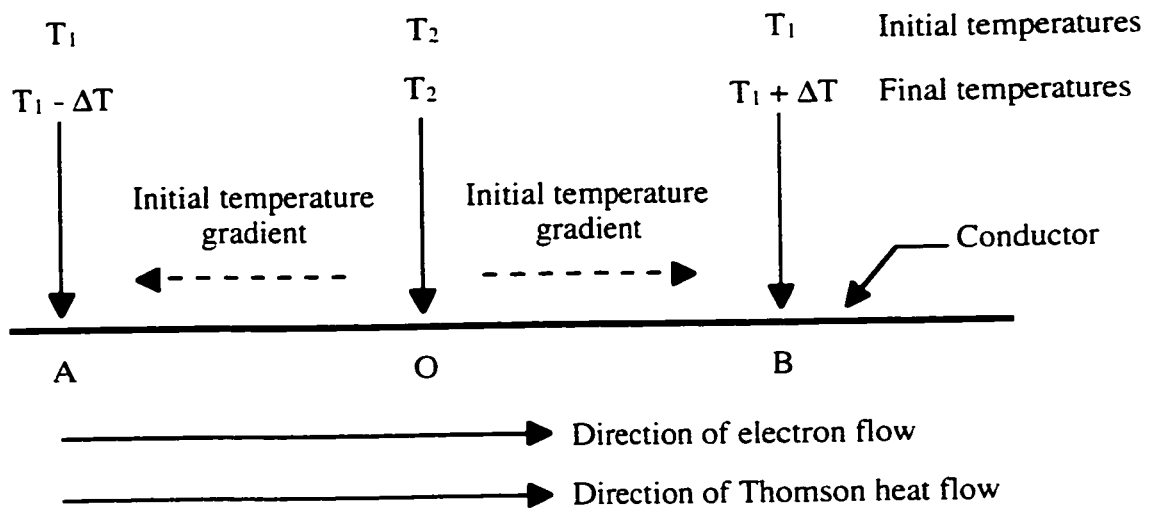 T₁ T₂ T₁ Initial temperatures
T₁ - ΔT T₂ T₁ + ΔT Final temperatures
Initial temperature
gradient
Initial temperature
gradient
Conductor
A O B
Direction of electron flow
Direction of Thomson heat flow